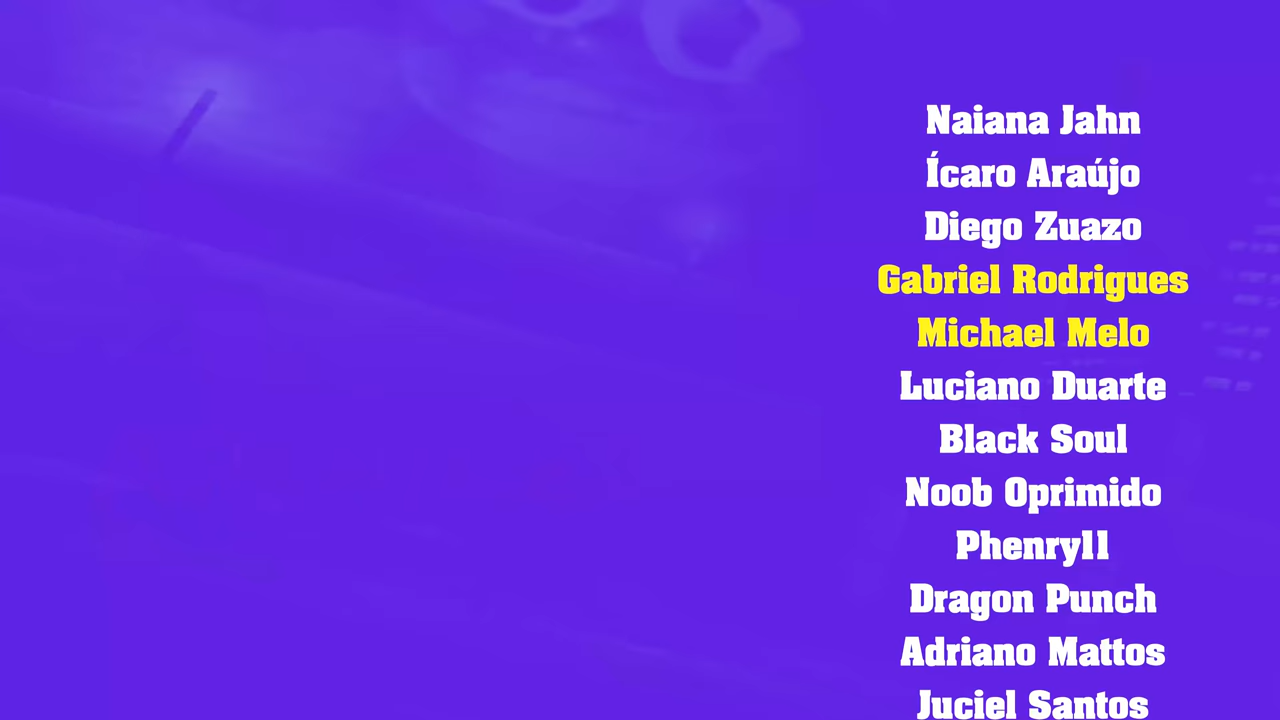 Naiana Jahn
Ícaro Araújo
Diego Zuazo
Gabriel Rodrigues
Michael Melo
Luciano Duarte
Black Soul
Noob Oprimido
Phenryll
Dragon Punch
Adriano Mattos
Juciel Santos